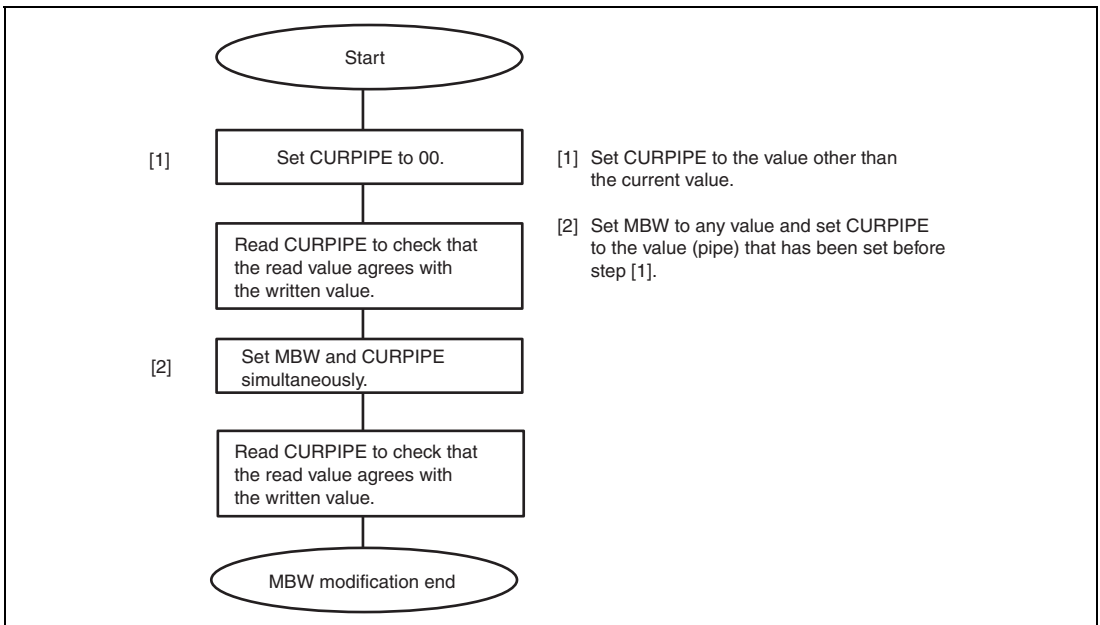 Start
[1]
Set CURPIPE to 00.
Read CURPIPE to check that
the read value agrees with
the written value.
[2]
Set MBW and CURPIPE
simultaneously.
Read CURPIPE to check that
the read value agrees with
the written value.
MBW modification end
[1] Set CURPIPE to the value other than
the current value.
[2] Set MBW to any value and set CURPIPE
to the value (pipe) that has been set before
step [1].